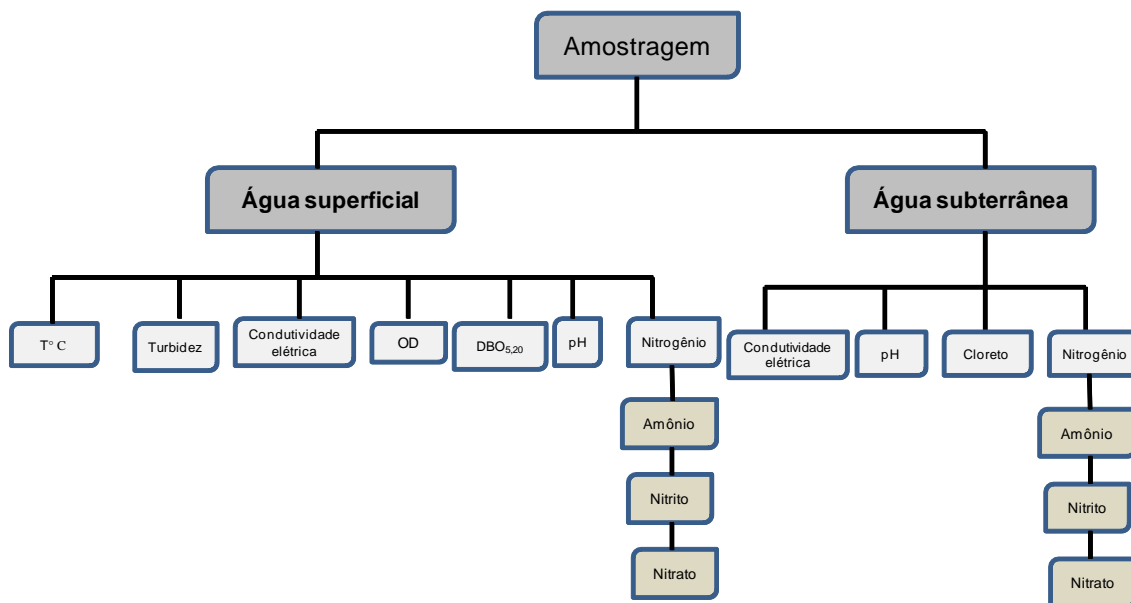 Amostragem
Água superficial
Água subterrânea
T° C
Turbidez
Condutividade
elétrica
OD
DBO5,20
pH
Nitrogênio
Amônio
Nitrito
Nitrato
Condutividade
elétrica
pH
Cloreto
Nitrogênio
Amônio
Nitrito
Nitrato